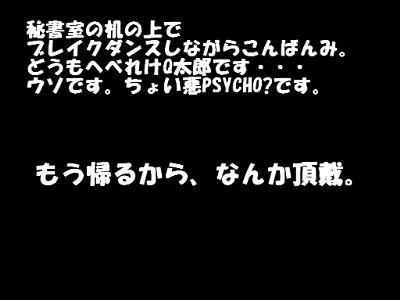 秘書室の机の上で
ブレイクダンスしながらこんばんみ。
どうもへべれけQ太郎です・・・
ウソです。ちょい悪PSYCHO?です。
もう帰るから、なんか頂戴。